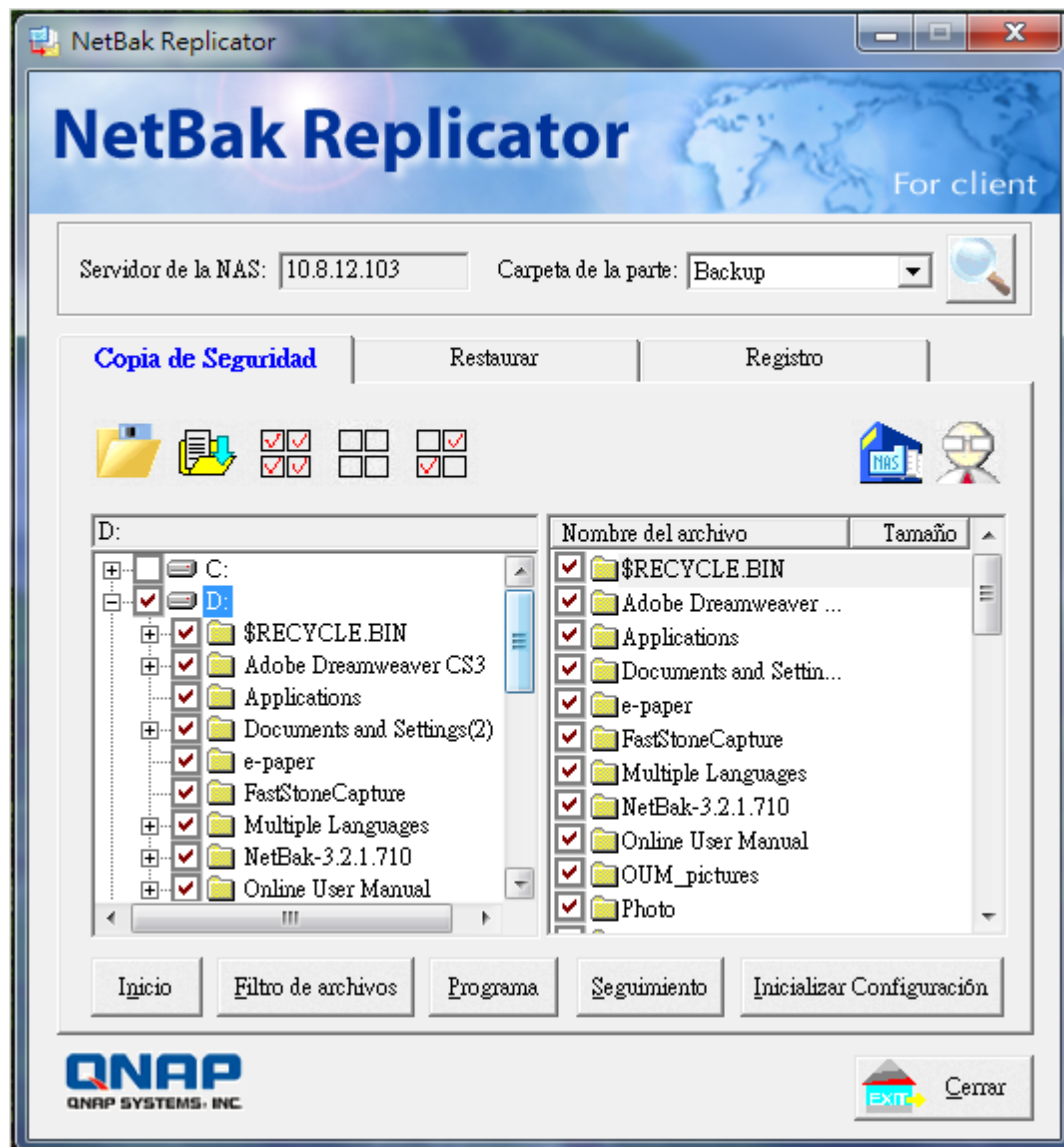 NetBak Replicator
NetBak Replicator
For client
Servidor de la NAS: 10.8.12.103 Carpeta de la parte: Backup
Copia de Seguridad Restaurar Registro
NAS
D:
C:
D:
$RECYCLE.BIN
Adobe Dreamweaver CS3
Applications
Documents and Settings(2)
e-paper
FastStoneCapture
Multiple Languages
NetBak-3.2.1.710
Online User Manual
Nombre del archivo Tamaño
$RECYCLE.BIN
Adobe Dreamweaver ...
Applications
Documents and Settin...
e-paper
FastStoneCapture
Multiple Languages
NetBak-3.2.1.710
Online User Manual
OUM_pictures
Photo
Inicio Filtro de archivos Programa Seguimiento Inicializar Configuración
QNAP
QNAP SYSTEMS, INC.
EXIT Cerrar